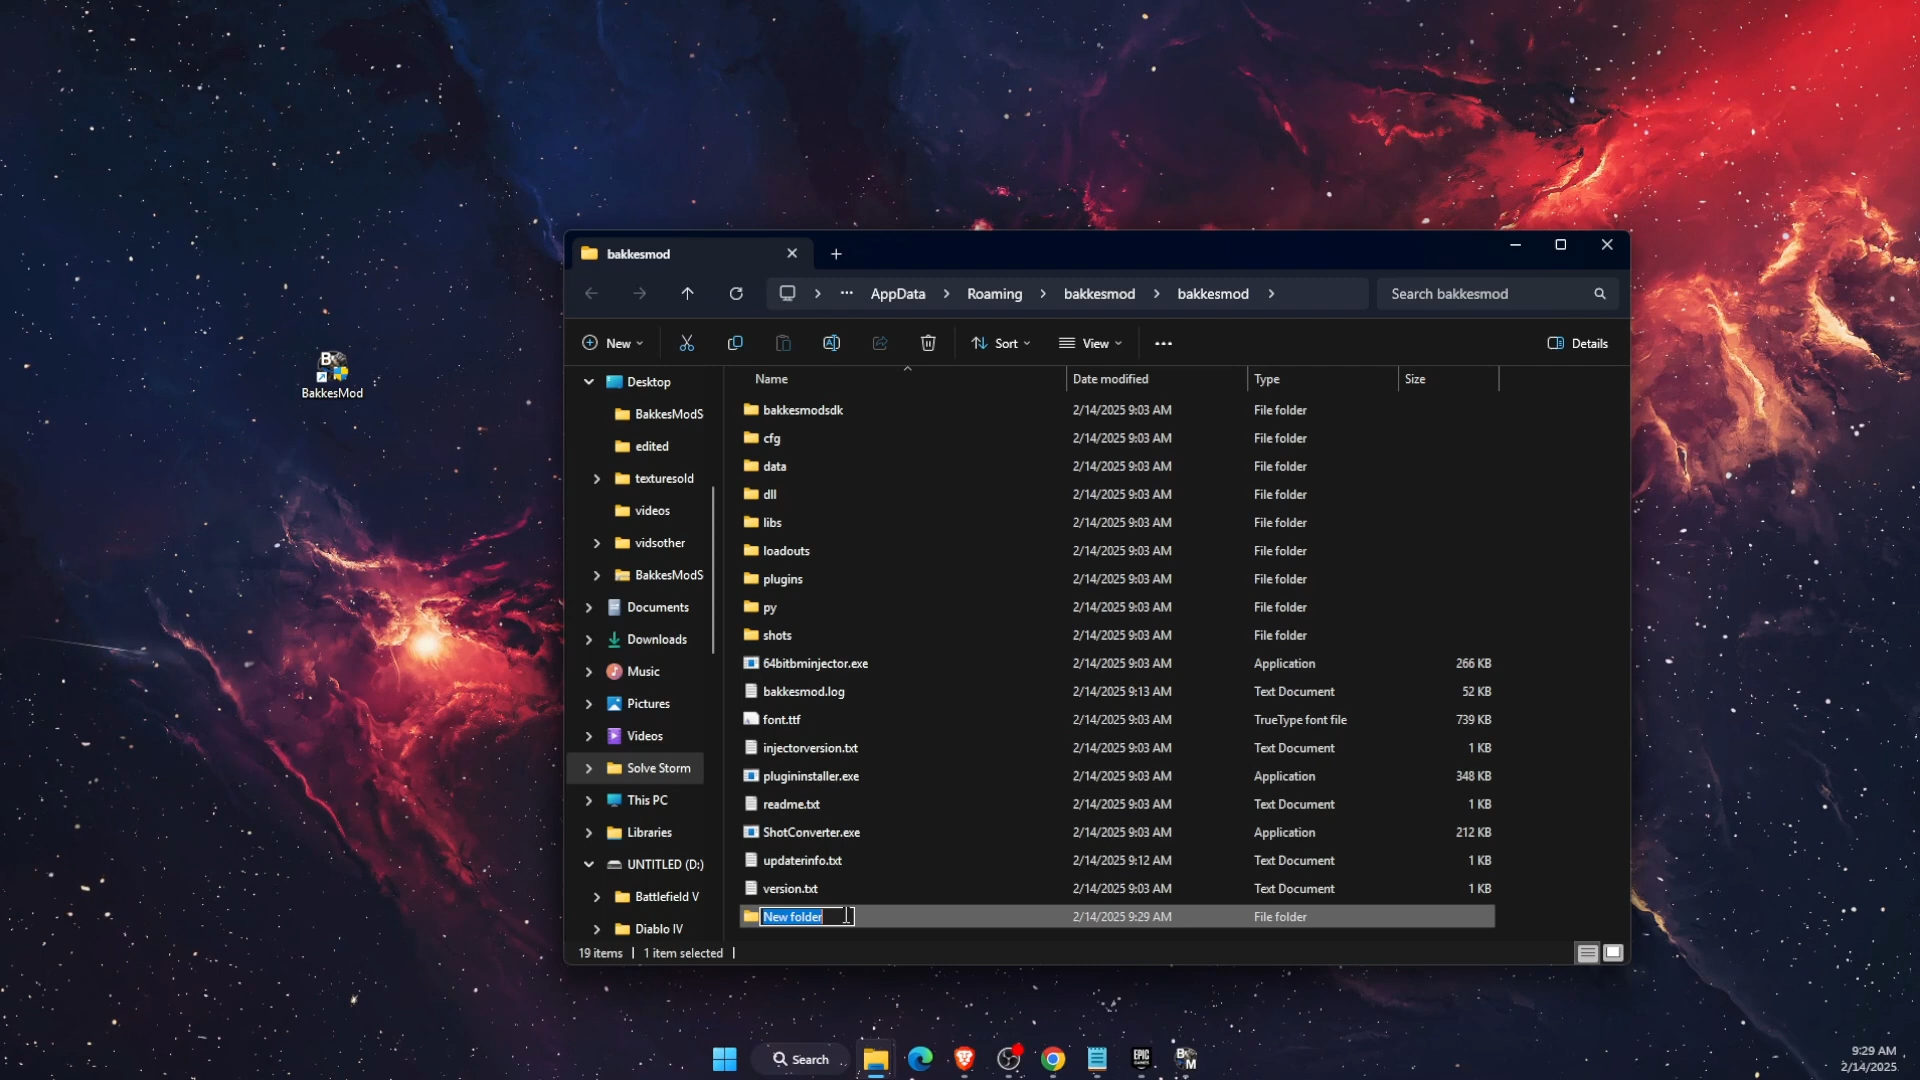 BakkesMod
bakkesmod
AppData
Roaming
bakkesmod
bakkesmod
Search bakkesmod
New
Sort
View
Details
Desktop
BakkesModS
edited
texturesold
videos
vidsother
BakkesModS
Documents
Downloads
Music
Pictures
Videos
Solve Storm
This PC
Libraries
UNTITLED (D:)
Battlefield V
Diablo IV
Name Date modified Type Size
bakkesmodsdk 2/14/2025 9:03 AM File folder
cfg 2/14/2025 9:03 AM File folder
data 2/14/2025 9:03 AM File folder
dll 2/14/2025 9:03 AM File folder
libs 2/14/2025 9:03 AM File folder
loadouts 2/14/2025 9:03 AM File folder
plugins 2/14/2025 9:03 AM File folder
py 2/14/2025 9:03 AM File folder
shots 2/14/2025 9:03 AM File folder
64bitbminjector.exe 2/14/2025 9:03 AM Application 266 KB
bakkesmod.log 2/14/2025 9:13 AM Text Document 52 KB
font.ttf 2/14/2025 9:03 AM TrueType font file 739 KB
injectorversion.txt 2/14/2025 9:03 AM Text Document 1 KB
plugininstaller.exe 2/14/2025 9:03 AM Application 348 KB
readme.txt 2/14/2025 9:03 AM Text Document 1 KB
ShotConverter.exe 2/14/2025 9:03 AM Application 212 KB
updaterinfo.txt 2/14/2025 9:12 AM Text Document 1 KB
version.txt 2/14/2025 9:03 AM Text Document 1 KB
New folder 2/14/2025 9:29 AM File folder
19 items 1 item selected
Search
EPIC
9:29 AM
2/14/2025